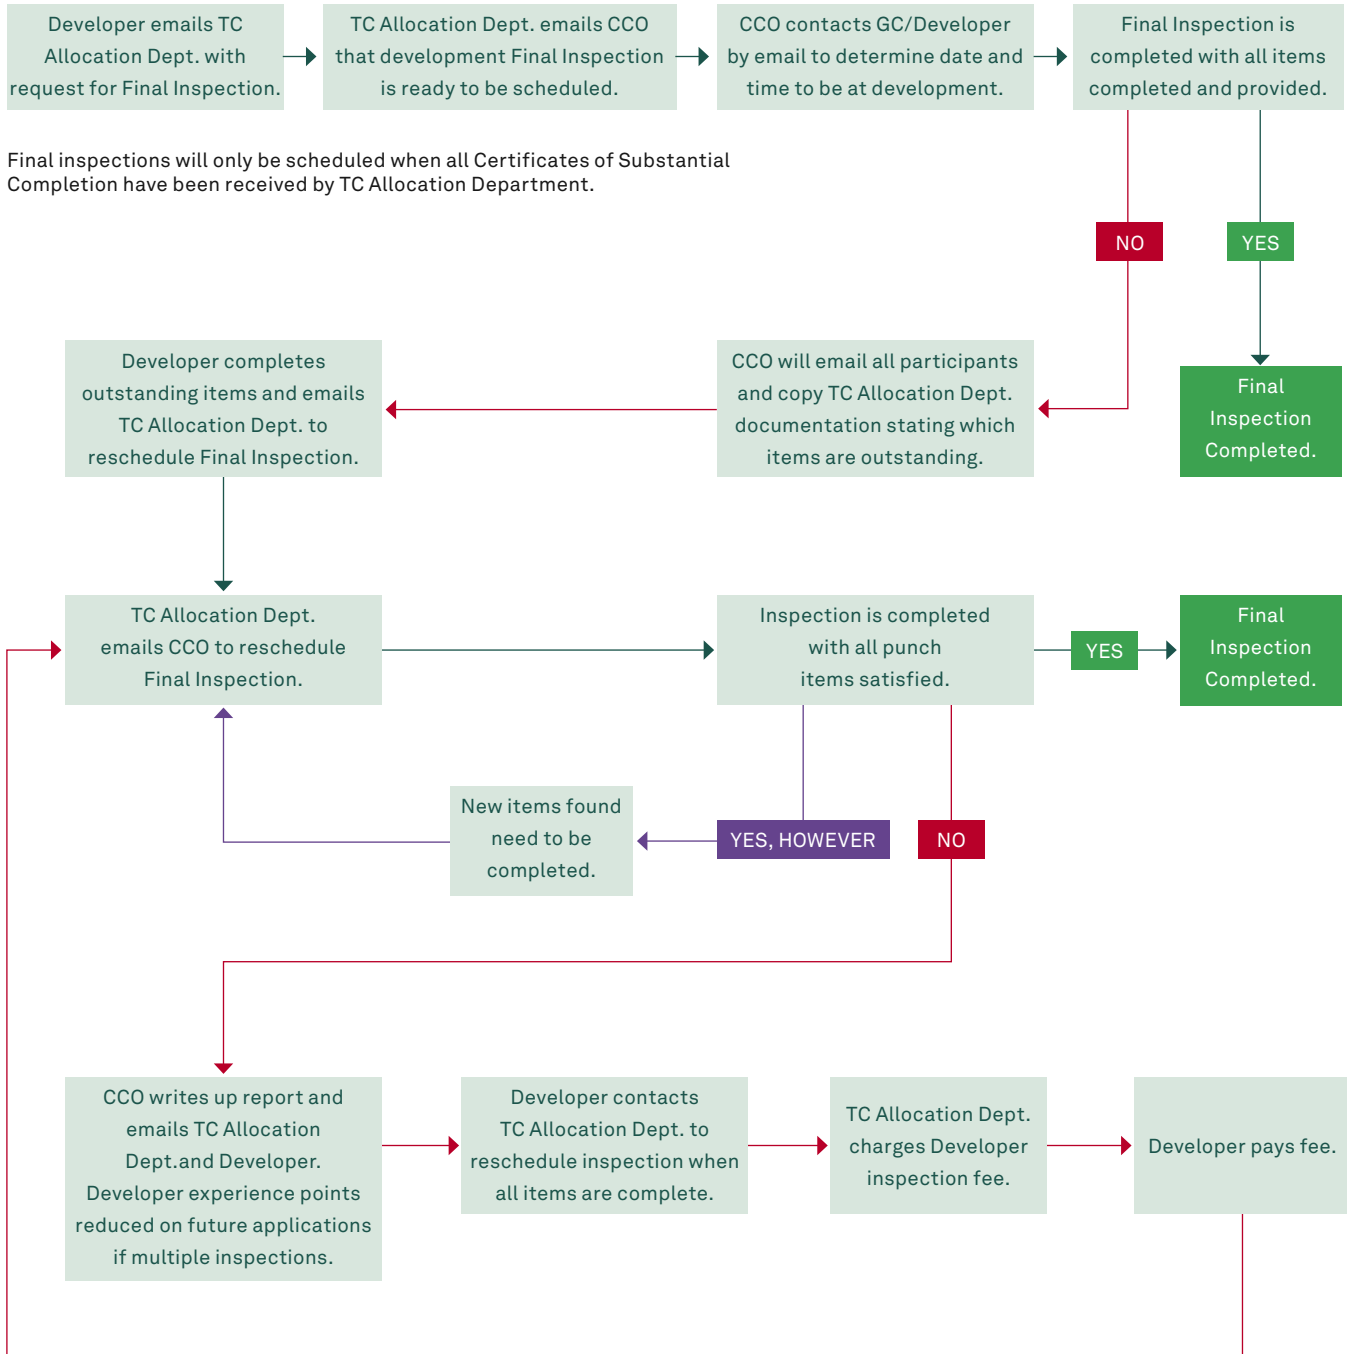 Developer emails TC
Allocation Dept. with
request for Final Inspection.
TC Allocation Dept. emails CCO
that development Final Inspection
is ready to be scheduled.
CCO contacts GC/Developer
by email to determine date and
time to be at development.
Final Inspection is
completed with all items
completed and provided.
Final inspections will only be scheduled when all Certificates of Substantial
Completion have been received by TC Allocation Department.
NO
YES
Developer completes
outstanding items and emails
TC Allocation Dept. to
reschedule Final Inspection.
CCO will email all participants
and copy TC Allocation Dept.
documentation stating which
items are outstanding.
Final
Inspection
Completed.
TC Allocation Dept.
emails CCO to reschedule
Final Inspection.
Inspection is completed
with all punch
items satisfied.
YES
Final
Inspection
Completed.
New items found
need to be
completed.
YES, HOWEVER
NO
CCO writes up report and
emails TC Allocation
Dept.and Developer.
Developer experience points
reduced on future applications
if multiple inspections.
Developer contacts
TC Allocation Dept. to
reschedule inspection when
all items are complete.
TC Allocation Dept.
charges Developer
inspection fee.
Developer pays fee.